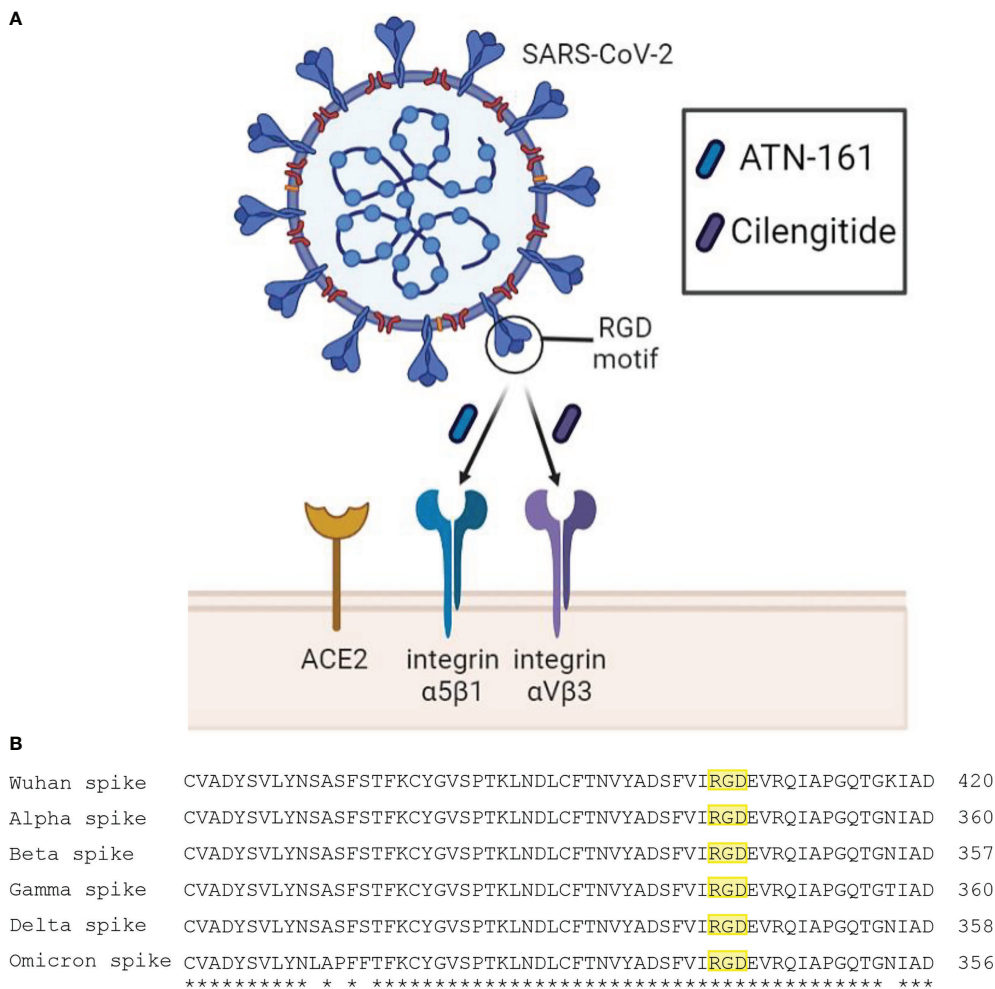 A
SARS-CoV-2
ATN-161
Cilengitide
RGD
motif
ACE2
integrin
α5β1
integrin
αVβ3
B
Wuhan spike CVADYSVLYNSASFSTFKCYGVSPTKLNDLCFTNVYADSFVIRGDEVRQIAPGQTGKIAD 420
Alpha spike CVADYSVLYNSASFSTFKCYGVSPTKLNDLCFTNVYADSFVIRGDEVRQIAPGQTGNIAD 360
Beta spike CVADYSVLYNSASFSTFKCYGVSPTKLNDLCFTNVYADSFVIRGDEVRQIAPGQTGNIAD 357
Gamma spike CVADYSVLYNSASFSTFKCYGVSPTKLNDLCFTNVYADSFVIRGDEVRQIAPGQTGTIAD 360
Delta spike CVADYSVLYNSASFSTFKCYGVSPTKLNDLCFTNVYADSFVIRGDEVRQIAPGQTGNIAD 358
Omicron spike CVADYSVLYNLAPFFTFKCYGVSPTKLNDLCFTNVYADSFVIRGDEVRQIAPGQTGNIAD 356
********** * * ***************************************** ***